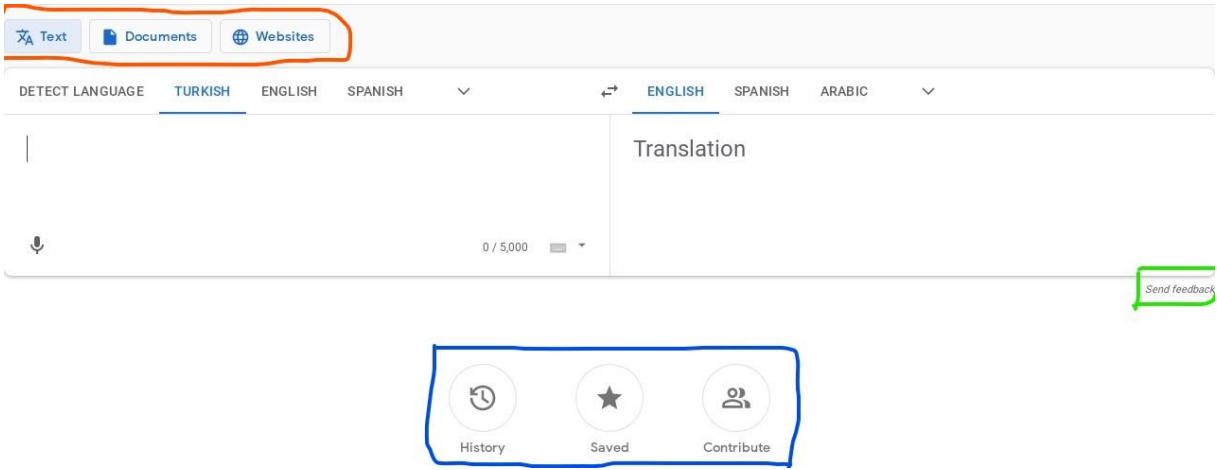 Text Documents Websites
DETECT LANGUAGE TURKISH ENGLISH SPANISH ENGLISH SPANISH ARABIC
Translation
0 / 5,000
Send feedback
History Saved Contribute